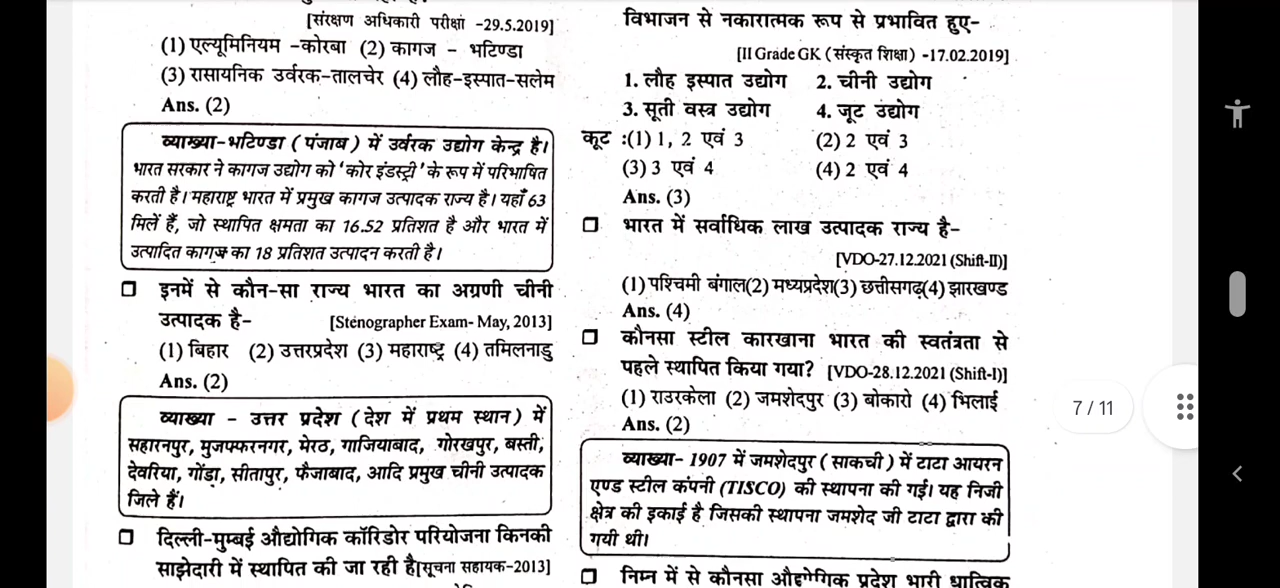 [संरक्षण अधिकारी परीक्षा -29.5.2019]
(1) एल्यूमिनियम -कोरबा (2) कागज - भटिण्डा
(3) रासायनिक उर्वरक-तालचेर (4) लौह-इस्पात-सलेम
Ans. (2)
व्याख्या-भटिण्डा (पंजाब) में उर्वरक उद्योग केन्द्र है।
भारत सरकार ने कागज उद्योग को 'कोर इंडस्ट्री' के रूप में परिभाषित
करती है। महाराष्ट्र भारत में प्रमुख कागज उत्पादक राज्य है। यहाँ 63
मिलें हैं, जो स्थापित क्षमता का 16.52 प्रतिशत है और भारत में
उत्पादित कागज का 18 प्रतिशत उत्पादन करती है।
इनमें से कौन-सा राज्य भारत का अग्रणी चीनी
उत्पादक है- [Stenographer Exam- May, 2013]
(1) बिहार (2) उत्तरप्रदेश (3) महाराष्ट्र (4) तमिलनाडु
Ans. (2)
व्याख्या - उत्तर प्रदेश (देश में प्रथम स्थान) में
सहारनपुर, मुजफ्फरनगर, मेरठ, गाजियाबाद, गोरखपुर, बस्ती,
देवरिया, गोंडा, सीतापुर, फैजाबाद, आदि प्रमुख चीनी उत्पादक
जिले हैं।
दिल्ली-मुम्बई औद्योगिक कॉरिडोर परियोजना किनकी
साझेदारी में स्थापित की जा रही है[सूचना सहायक-2013]
विभाजन से नकारात्मक रूप से प्रभावित हुए-
[II Grade GK (संस्कृत शिक्षा) -17.02.2019]
1. लौह इस्पात उद्योग 2. चीनी उद्योग
3. सूती वस्त्र उद्योग 4. जूट उद्योग
कूट :(1) 1, 2 एवं 3 (2) 2 एवं 3
(3) 3 एवं 4 (4) 2 एवं 4
Ans. (3)
भारत में सर्वाधिक लाख उत्पादक राज्य है-
[VDO-27.12.2021 (Shift-II)]
(1) पश्चिमी बंगाल(2) मध्यप्रदेश(3) छत्तीसगढ़(4) झारखण्ड
Ans. (4)
कौनसा स्टील कारखाना भारत की स्वतंत्रता से
पहले स्थापित किया गया? [VDO-28.12.2021 (Shift-I)]
(1) राउरकेला (2) जमशेदपुर (3) बोकारो (4) भिलाई
Ans. (2)
व्याख्या- 1907 में जमशेदपुर (साकची) में टाटा आयरन
एण्ड स्टील कंपनी (TISCO) की स्थापना की गई। यह निजी
क्षेत्र की इकाई है जिसकी स्थापना जमशेद जी टाटा द्वारा की
गयी थी।
निम्न में से कौनसा औद्योगिक प्रदेश भारी धात्विक
7 / 11